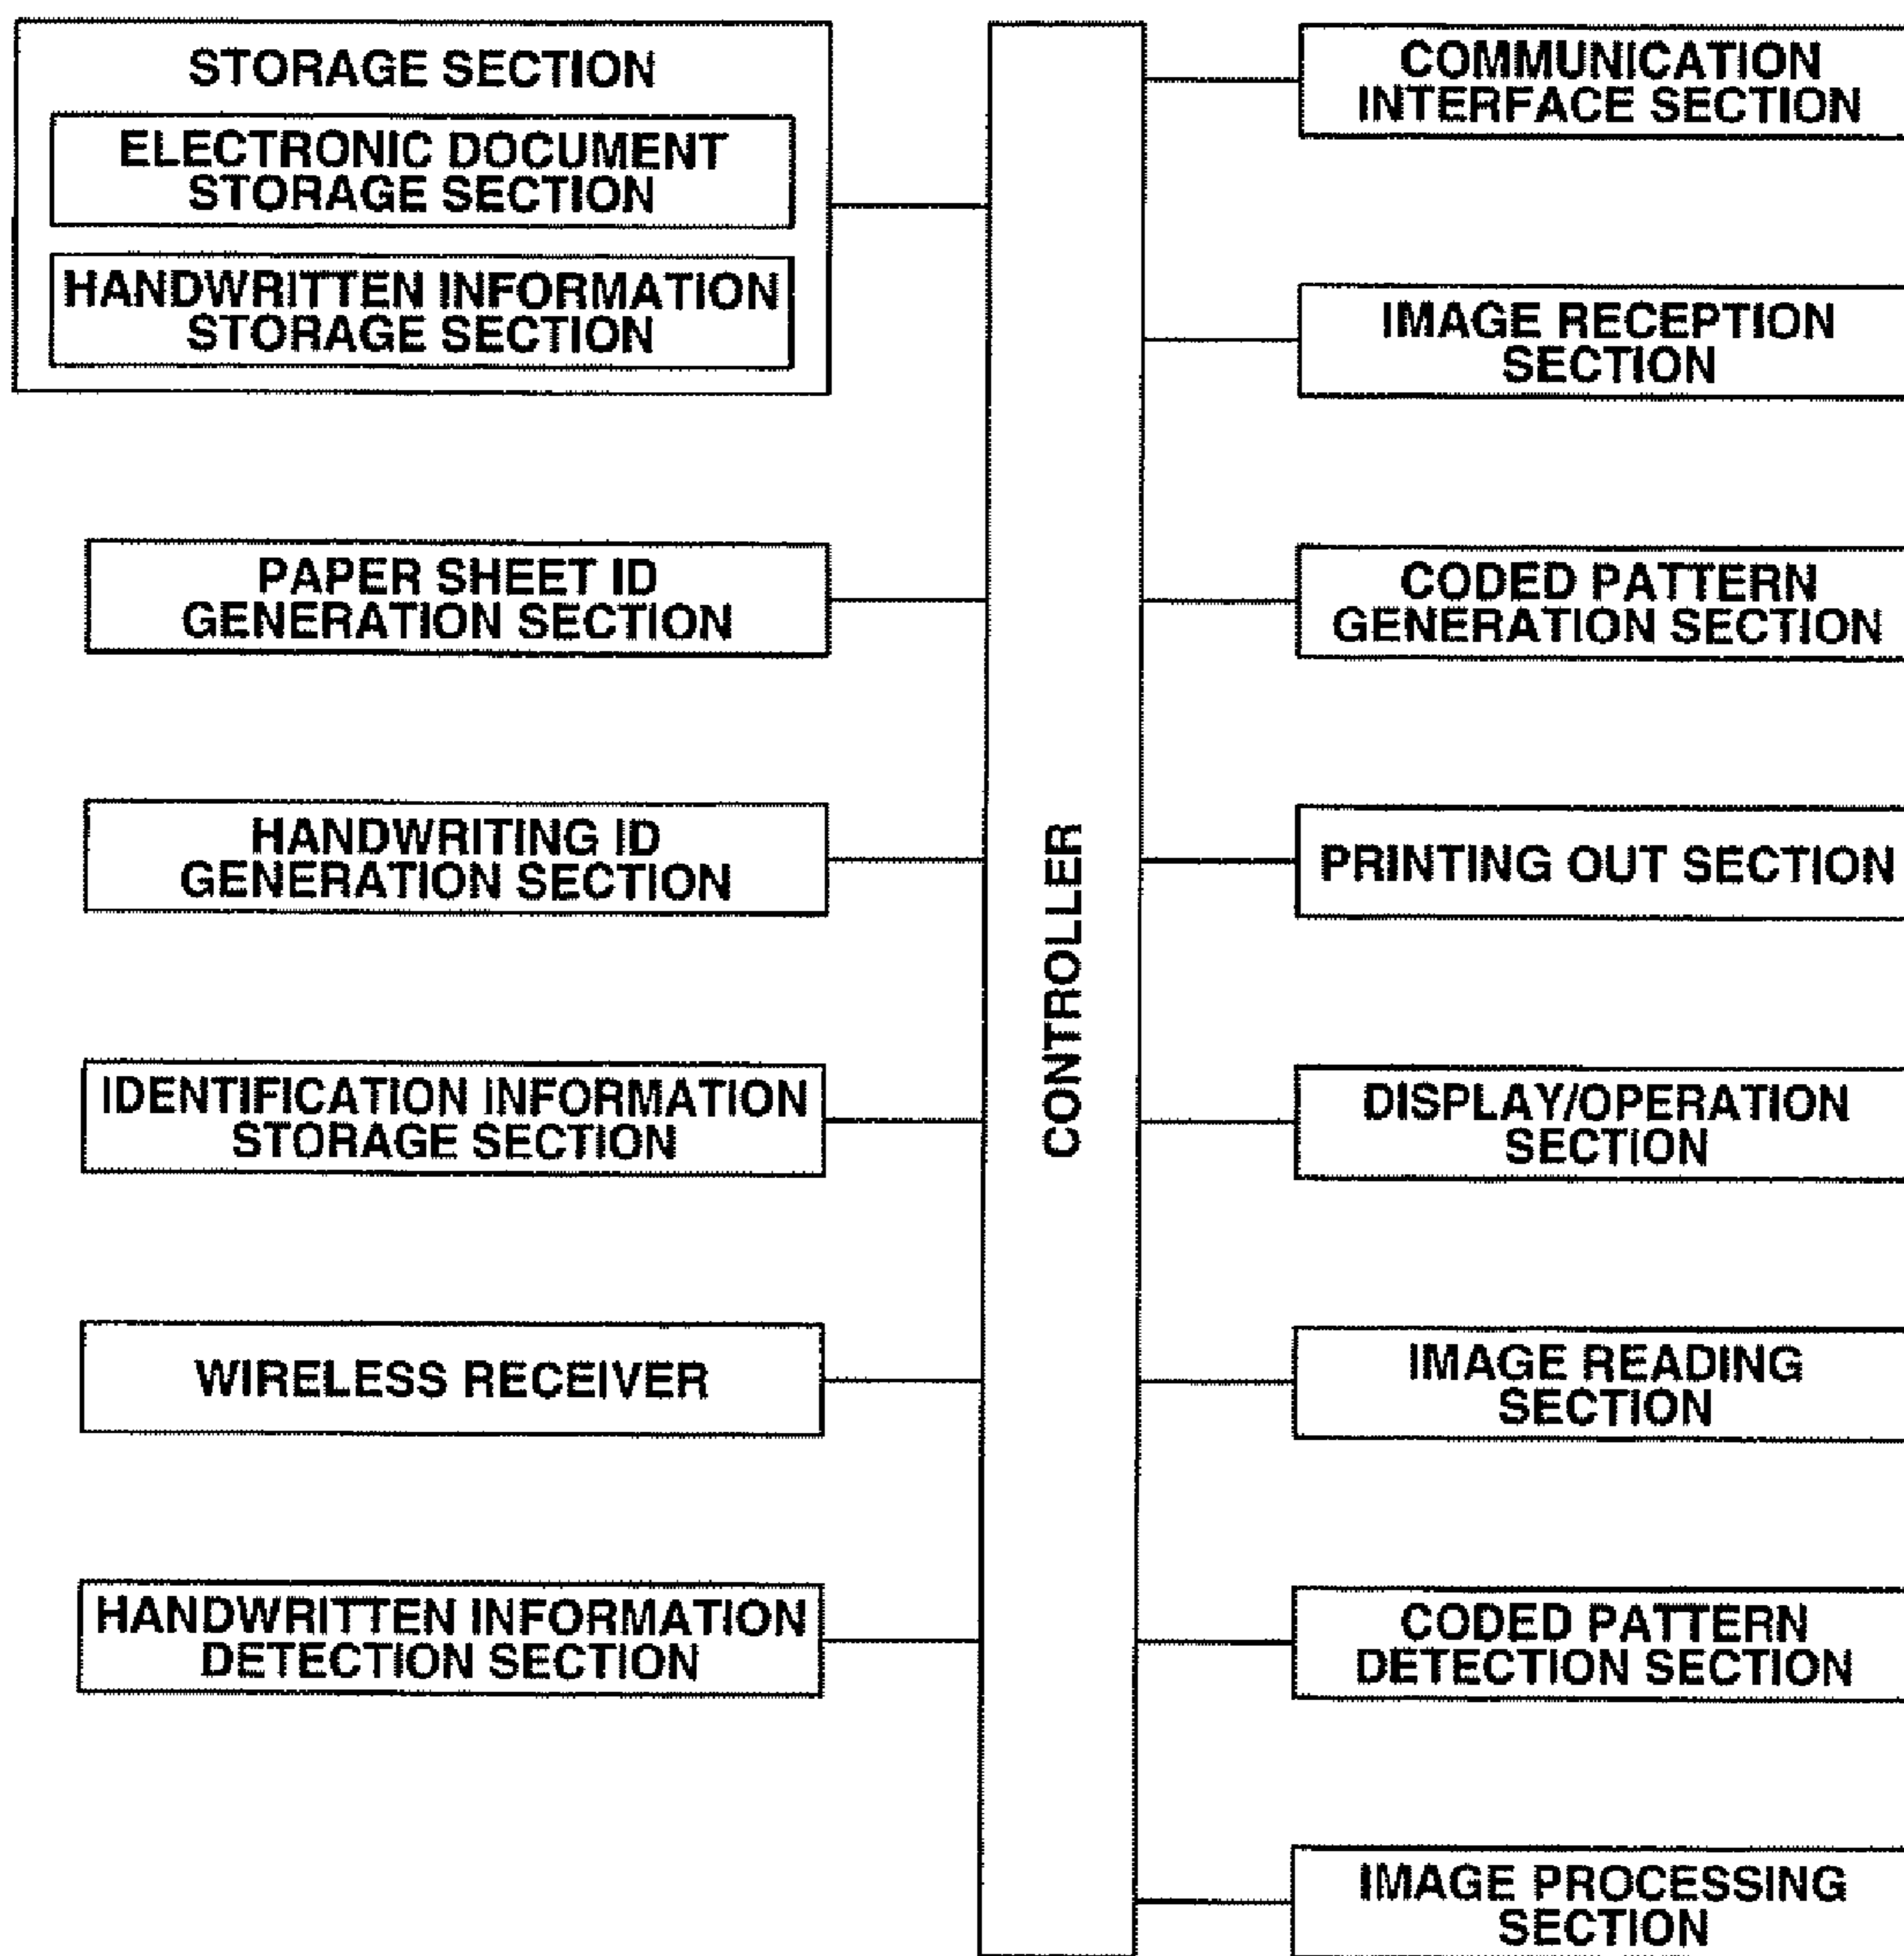 STORAGE SECTION
ELECTRONIC DOCUMENT
STORAGE SECTION
HANDWRITTEN INFORMATION
STORAGE SECTION
PAPER SHEET ID
GENERATION SECTION
HANDWRITING ID
GENERATION SECTION
IDENTIFICATION INFORMATION
STORAGE SECTION
WIRELESS RECEIVER
HANDWRITTEN INFORMATION
DETECTION SECTION
CONTROLLER
COMMUNICATION
INTERFACE SECTION
IMAGE RECEPTION
SECTION
CODED PATTERN
GENERATION SECTION
PRINTING OUT SECTION
DISPLAY/OPERATION
SECTION
IMAGE READING
SECTION
CODED PATTERN
DETECTION SECTION
IMAGE PROCESSING
SECTION